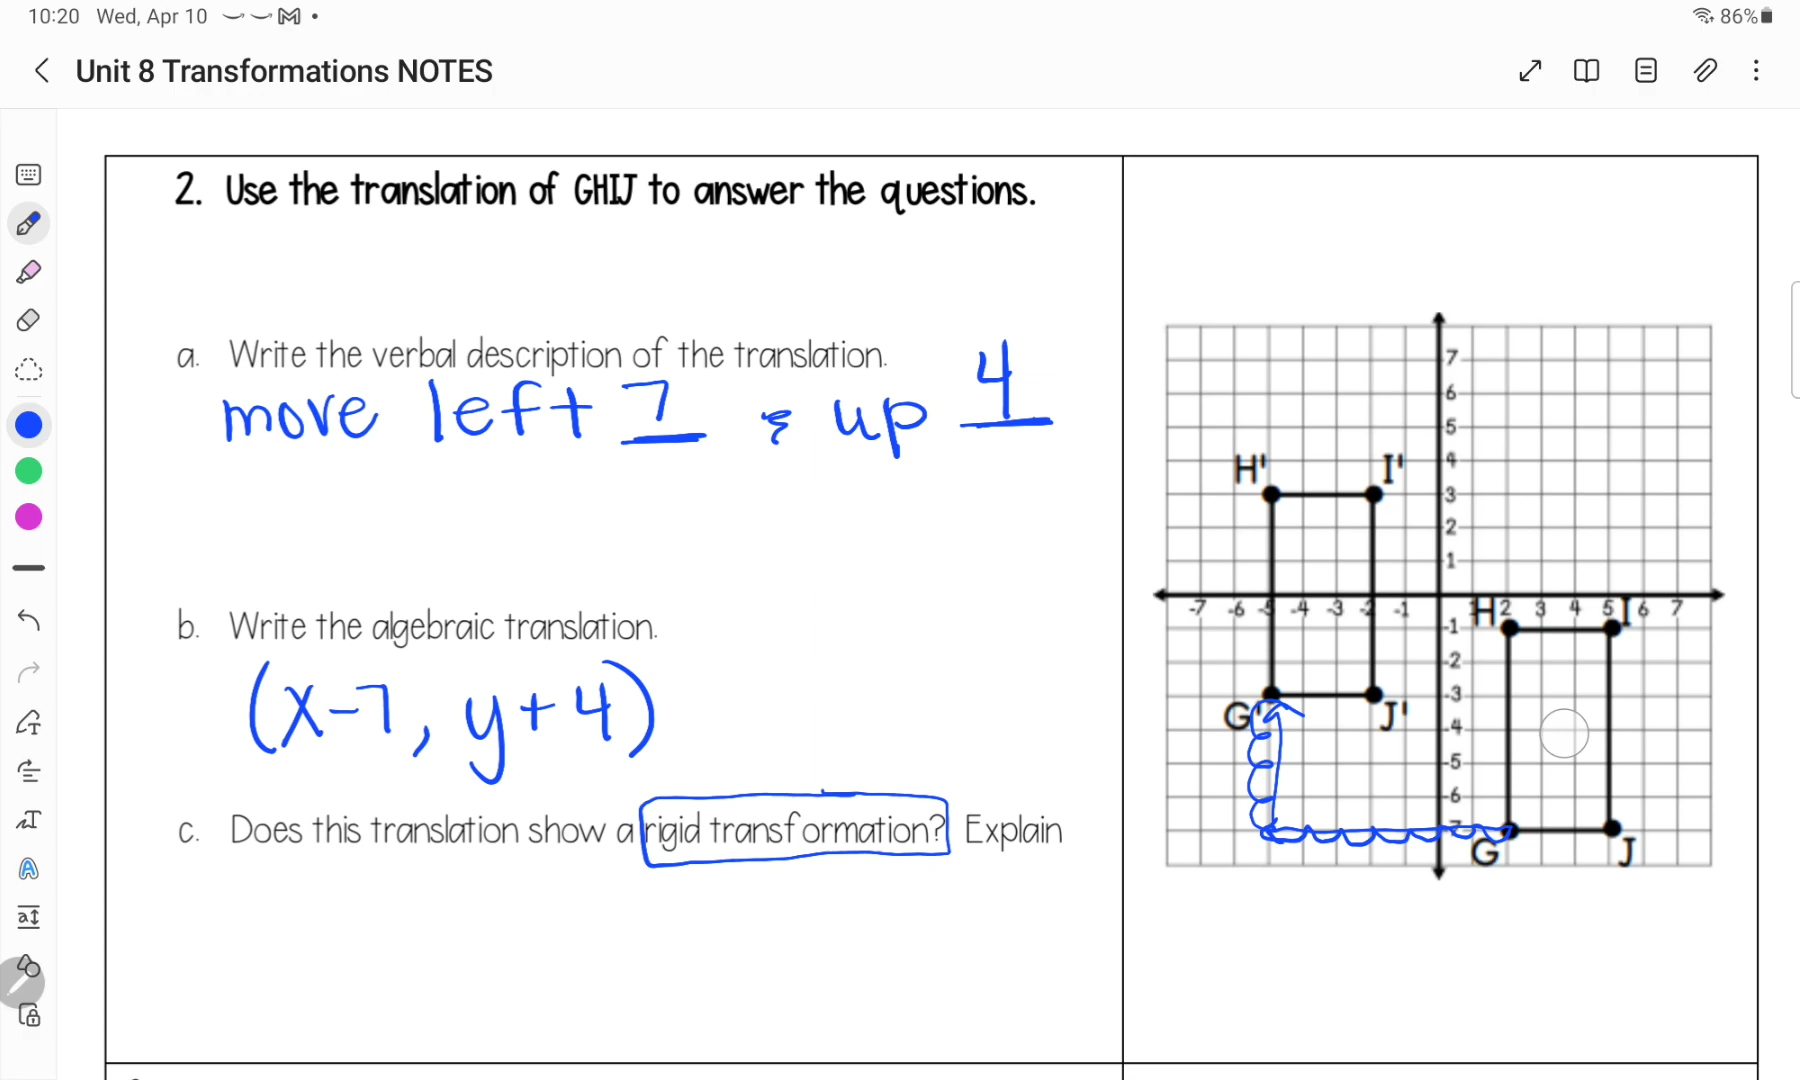 10:20 Wed, Apr 10
86%
Unit 8 Transformations NOTES
2. Use the translation of GHIJ to answer the questions.
a. Write the verbal description of the translation.
move left 7 & up 4
b. Write the algebraic translation.
(x-7, y+4)
c. Does this translation show a rigid transformation? Explain
7
6
5
4
3
2
1
H' I'
-7 -6 -5 -4 -3 -2 -1 1 2 3 4 5 6 7
H I
-1
-2
-3
-4
-5
-6
-7
G' J'
G J